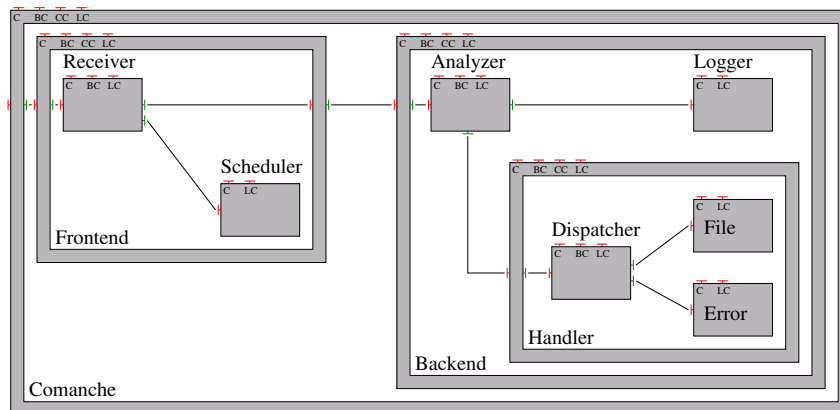 C BC CC LC
C BC CC LC
C BC CC LC
Receiver
Analyzer
Logger
C BC LC
C BC LC
C LC
Scheduler
C LC
Frontend
C BC CC LC
Dispatcher
C BC LC
C LC
File
C LC
Error
Handler
Backend
Comanche